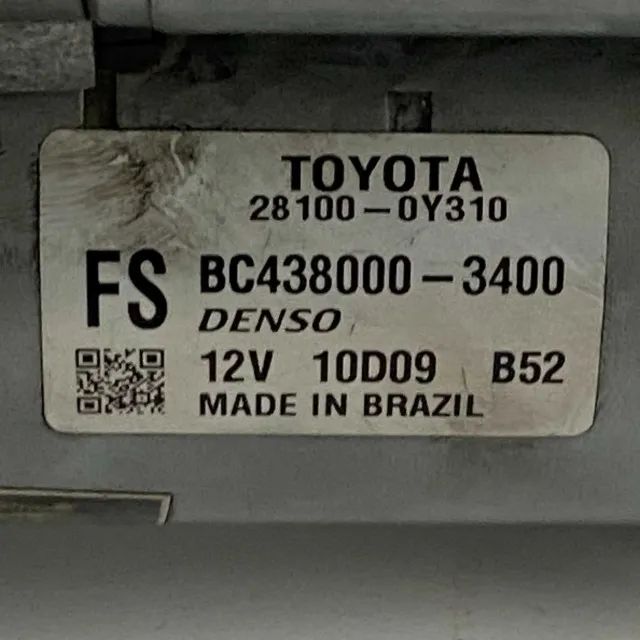 TOYOTA
28100-0Y310
FS BC438000-3400
DENSO
12V 10D09 B52
MADE IN BRAZIL